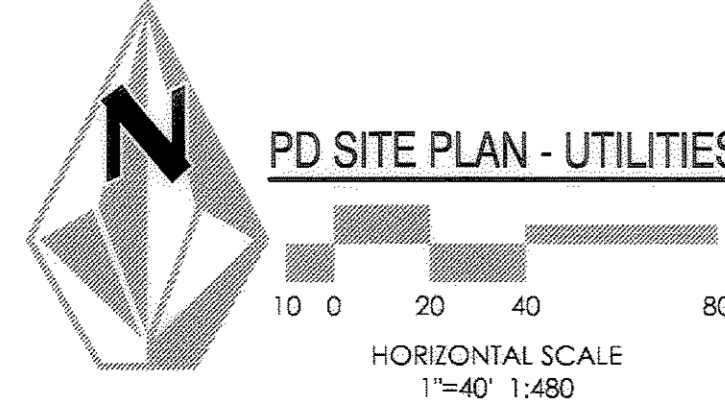 N
PD SITE PLAN - UTILITIES
10 0 20 40 80
HORIZONTAL SCALE
1"=40' 1:480